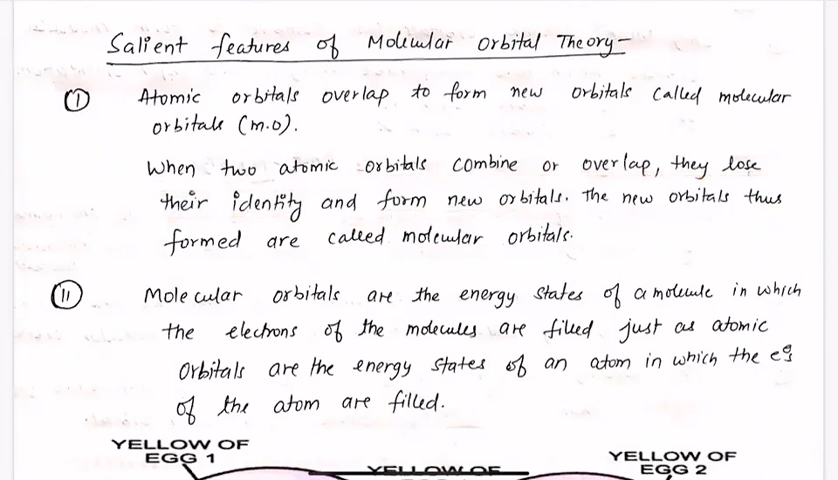 Salient features of Molecular Orbital Theory-
① Atomic orbitals overlap to form new orbitals called molecular
orbitals (m.o).
When two atomic orbitals combine or overlap, they lose
their identity and form new orbitals. The new orbitals thus
formed are called molecular orbitals.
⑪ Molecular orbitals are the energy states of a molecule in which
the electrons of the molecules are filled just as atomic
orbitals are the energy states of an atom in which the e⁻s
of the atom are filled.
YELLOW OF
EGG 1
YELLOW OF
YELLOW OF
EGG 2